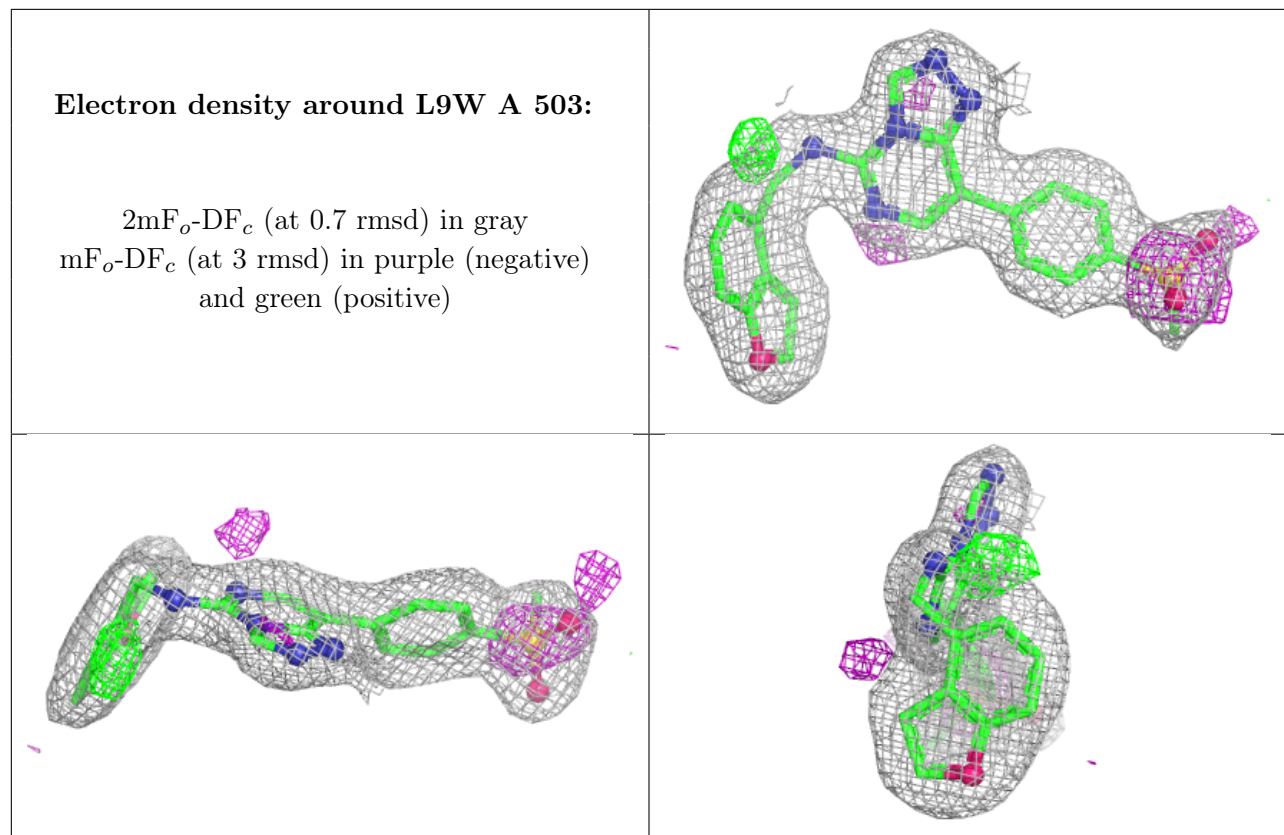 Electron density around L9W A 503:
2mFo-DFc (at 0.7 rmsd) in gray
mFo-DFc (at 3 rmsd) in purple (negative)
and green (positive)